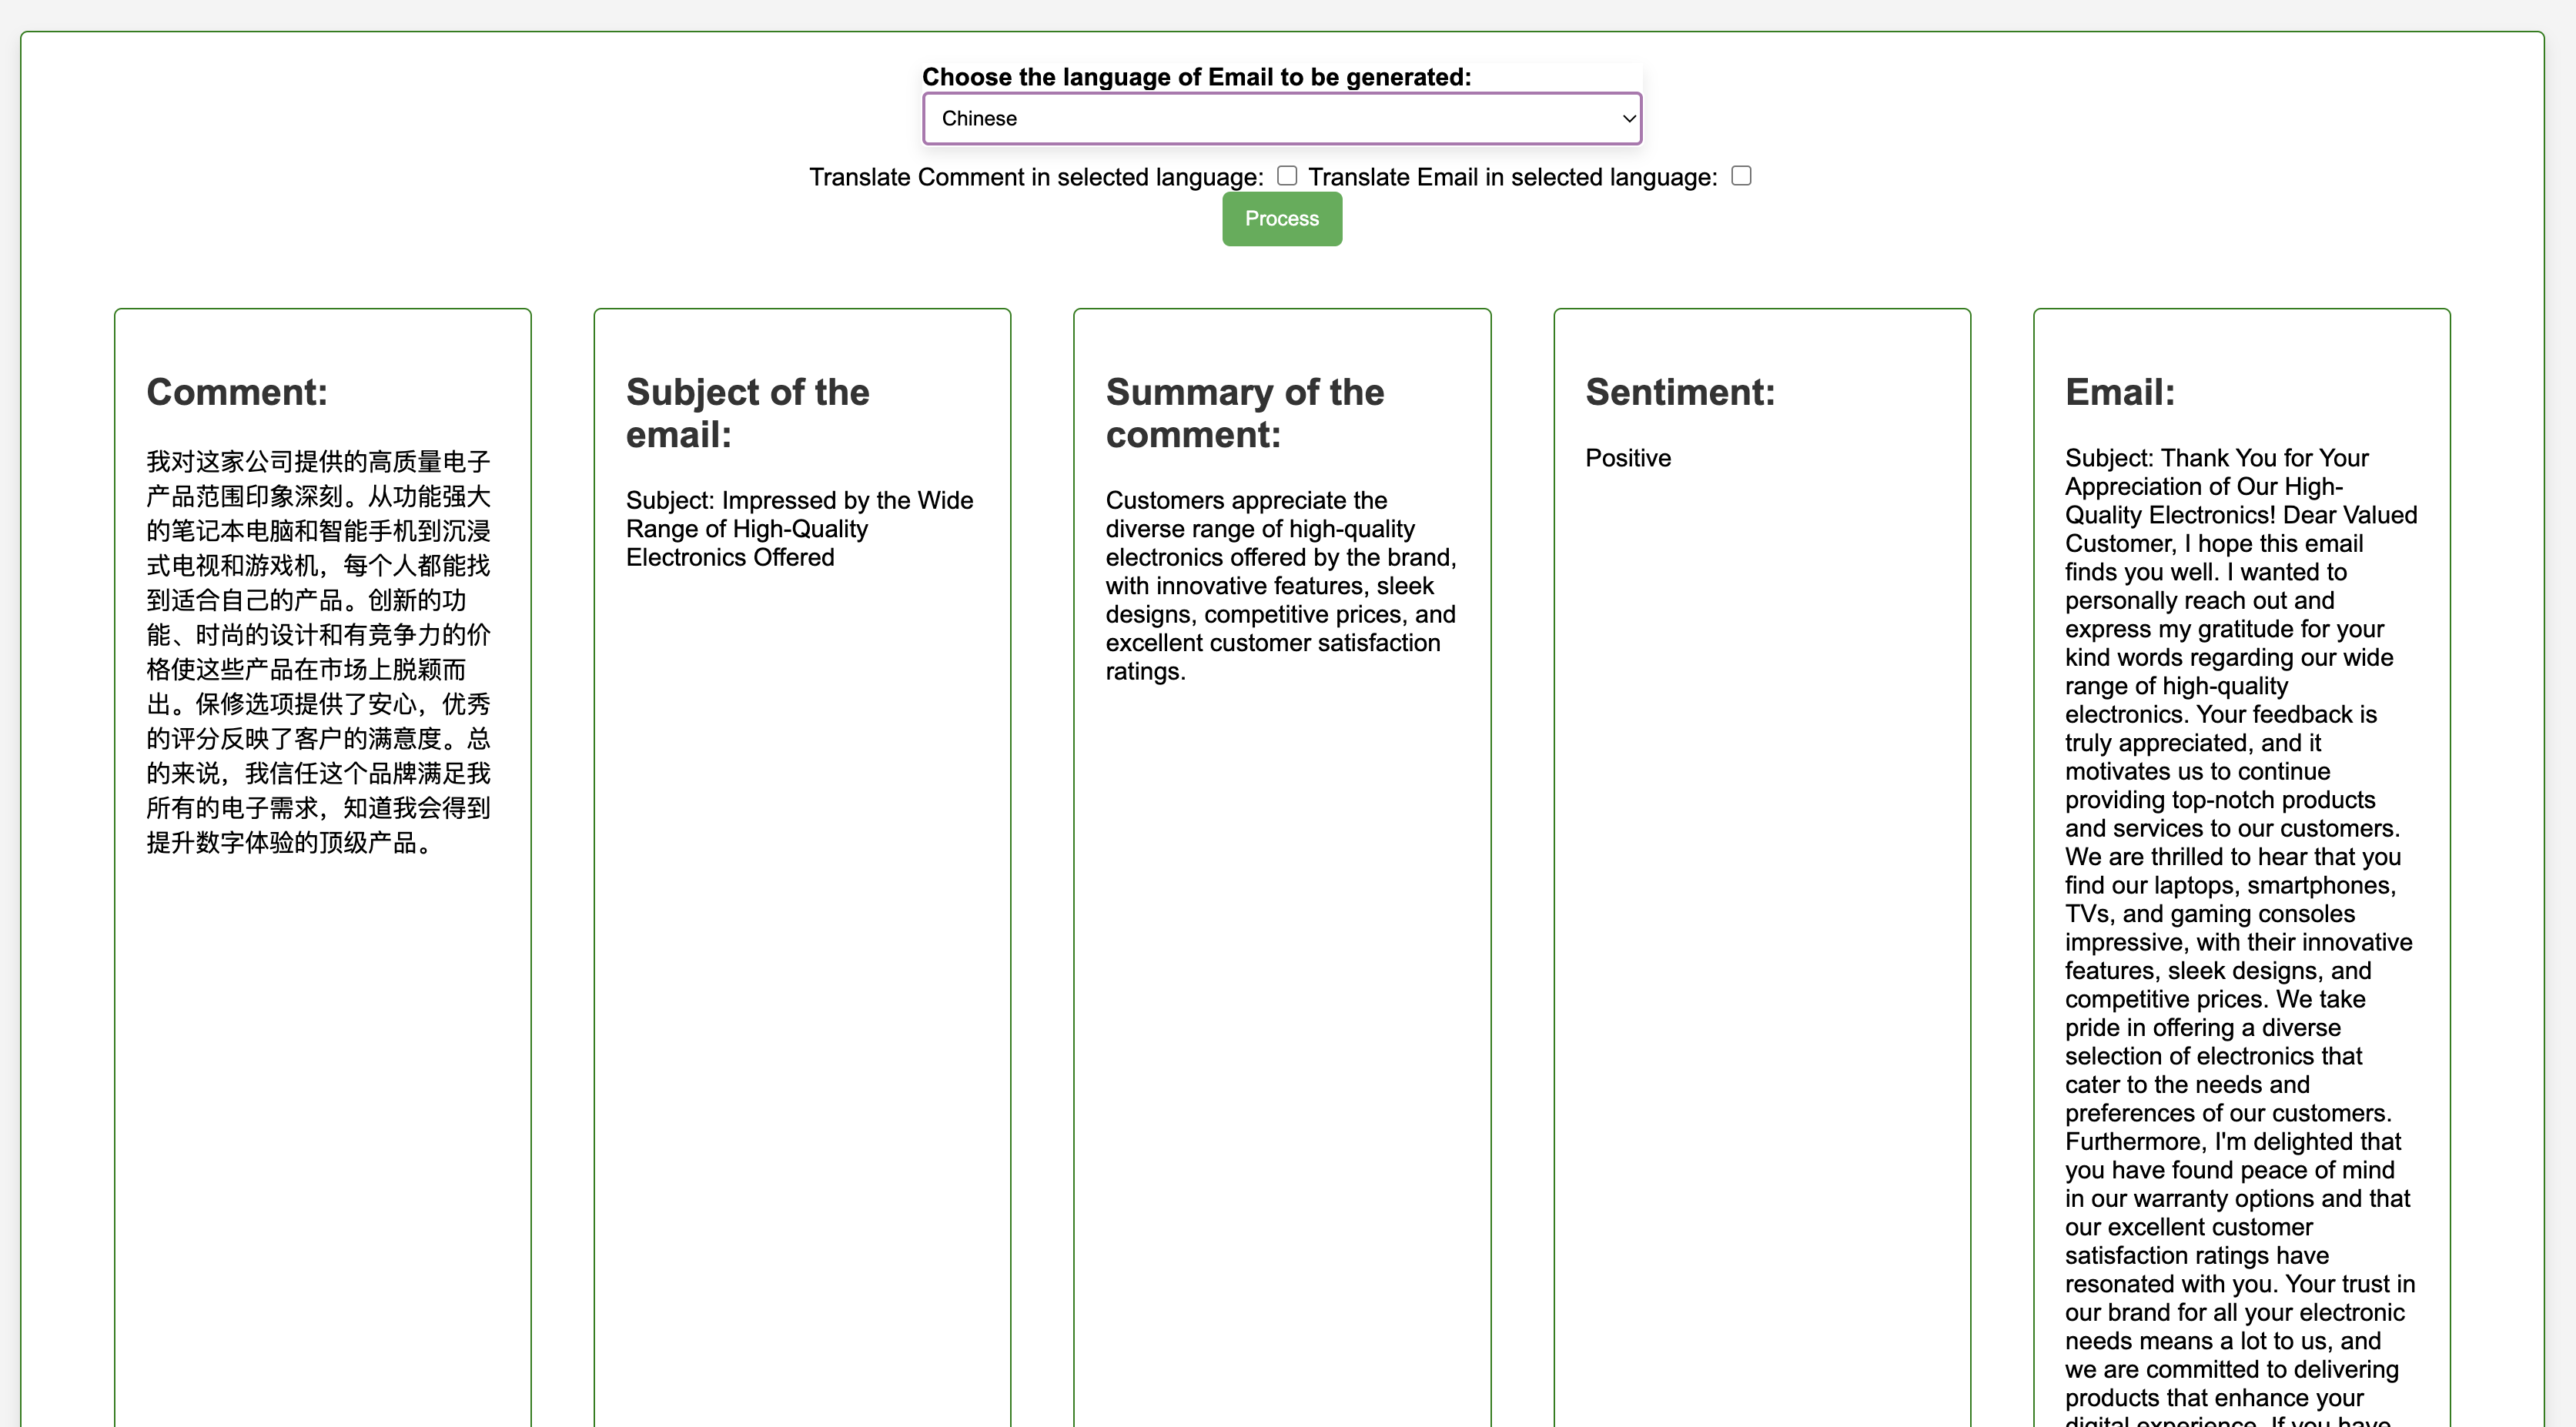 Choose the language of Email to be generated:
Chinese
Translate Comment in selected language:
Translate Email in selected language:
Process
Comment:
我对这家公司提供的高质量电子
产品范围印象深刻。从功能强大
的笔记本电脑和智能手机到沉浸
式电视和游戏机，每个人都能找
到适合自己的产品。创新的功
能、时尚的设计和有竞争力的价
格使这些产品在市场上脱颖而
出。保修选项提供了安心，优秀
的评分反映了客户的满意度。总
的来说，我信任这个品牌满足我
所有的电子需求，知道我会得到
提升数字体验的顶级产品。
Subject of the
email:
Subject: Impressed by the Wide
Range of High-Quality
Electronics Offered
Summary of the
comment:
Customers appreciate the
diverse range of high-quality
electronics offered by the brand,
with innovative features, sleek
designs, competitive prices, and
excellent customer satisfaction
ratings.
Sentiment:
Positive
Email:
Subject: Thank You for Your
Appreciation of Our High-
Quality Electronics! Dear Valued
Customer, I hope this email
finds you well. I wanted to
personally reach out and
express my gratitude for your
kind words regarding our wide
range of high-quality
electronics. Your feedback is
truly appreciated, and it
motivates us to continue
providing top-notch products
and services to our customers.
We are thrilled to hear that you
find our laptops, smartphones,
TVs, and gaming consoles
impressive, with their innovative
features, sleek designs, and
competitive prices. We take
pride in offering a diverse
selection of electronics that
cater to the needs and
preferences of our customers.
Furthermore, I'm delighted that
you have found peace of mind
in our warranty options and that
our excellent customer
satisfaction ratings have
resonated with you. Your trust in
our brand for all your electronic
needs means a lot to us, and
we are committed to delivering
products that enhance your
digital experience. If you have